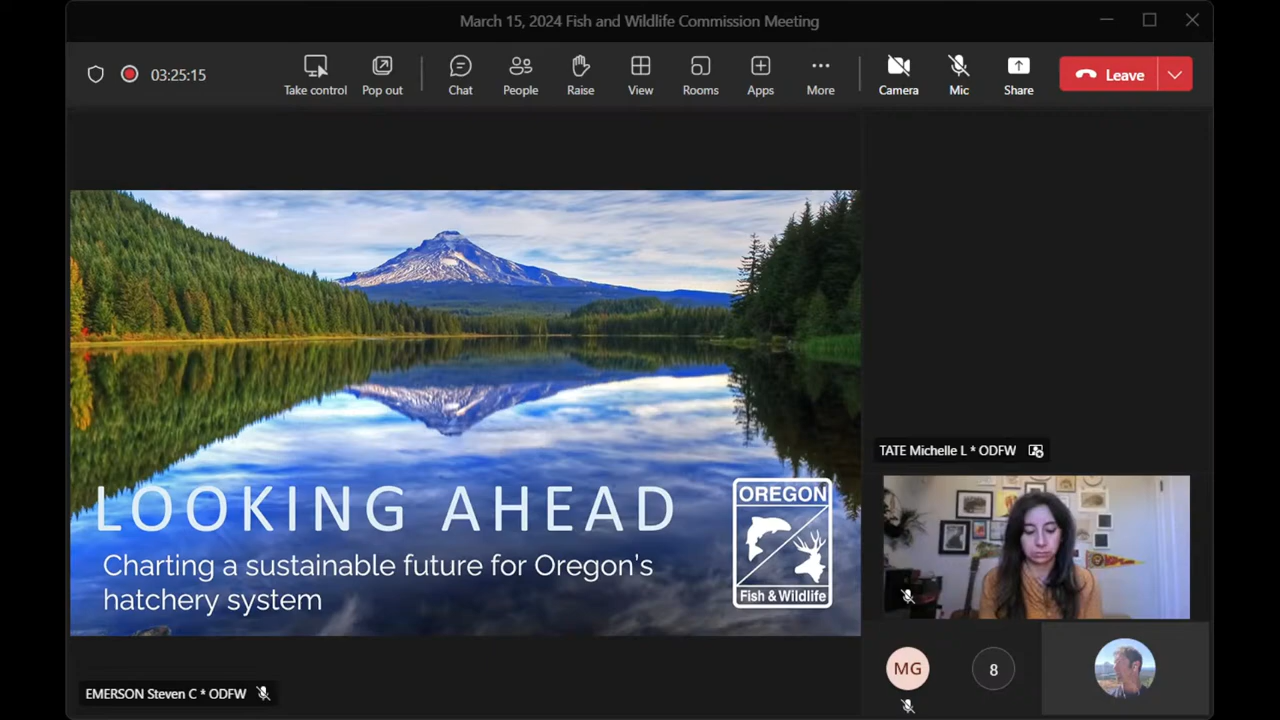 March 15, 2024 Fish and Wildlife Commission Meeting
03:25:15
Take control
Pop out
Chat
People
Raise
View
Rooms
Apps
More
Camera
Mic
Share
Leave
LOOKING AHEAD
Charting a sustainable future for Oregon's
hatchery system
OREGON
Fish & Wildlife
EMERSON Steven C * ODFW
TATE Michelle L * ODFW
MG
8